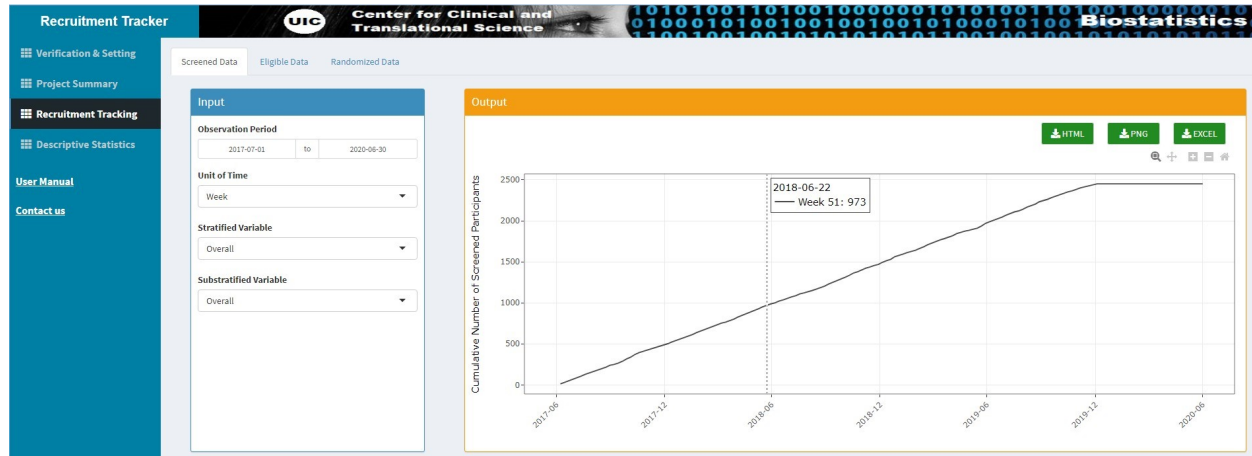 Recruitment Tracker
UIC
Center for Clinical and
Translational Science
Biostatistics
Verification & Setting
Project Summary
Recruitment Tracking
Descriptive Statistics
User Manual
Contact us
Screened Data
Eligible Data
Randomized Data
Input
Observation Period
2017-07-01 to 2020-06-30
Unit of Time
Week
Stratified Variable
Overall
Substratified Variable
Overall
Output
HTML
PNG
EXCEL
Cumulative Number of Screened Participants
2500
2000
1500
1000
500
0
2018-06-22
Week 51: 973
2017-06
2017-12
2018-06
2018-12
2019-06
2019-12
2020-06